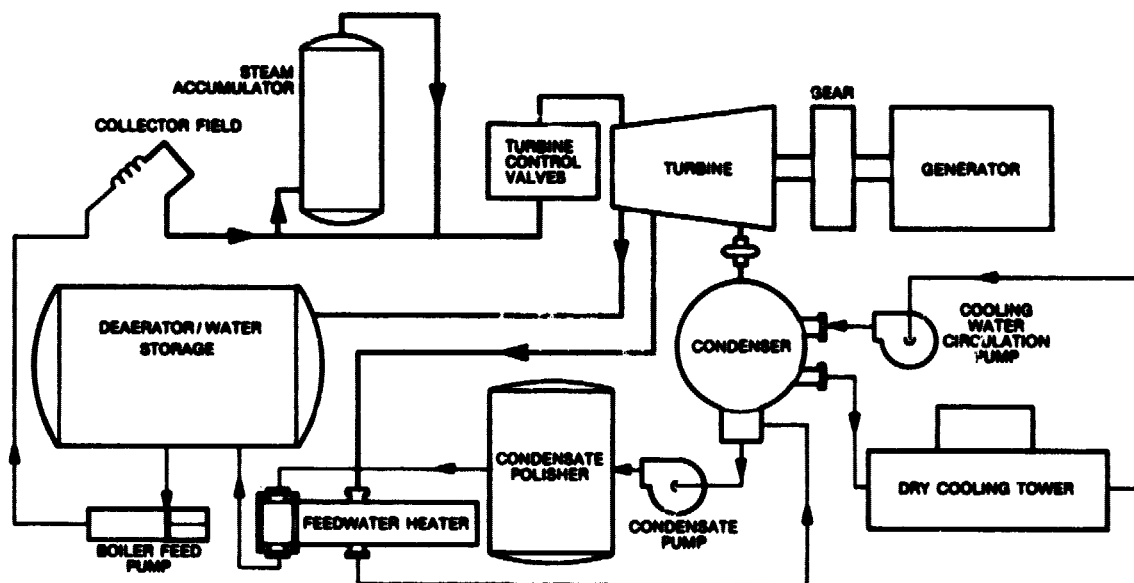 STEAM
ACCUMULATOR
COLLECTOR FIELD
TURBINE
CONTROL
VALVES
TURBINE
GEAR
GENERATOR
DEAERATOR/WATER
STORAGE
CONDENSER
COOLING
WATER
CIRCULATION
PUMP
CONDENSATE
POLISHER
DRY COOLING TOWER
FEEDWATER HEATER
CONDENSATE
PUMP
BOILER FEED
PUMP